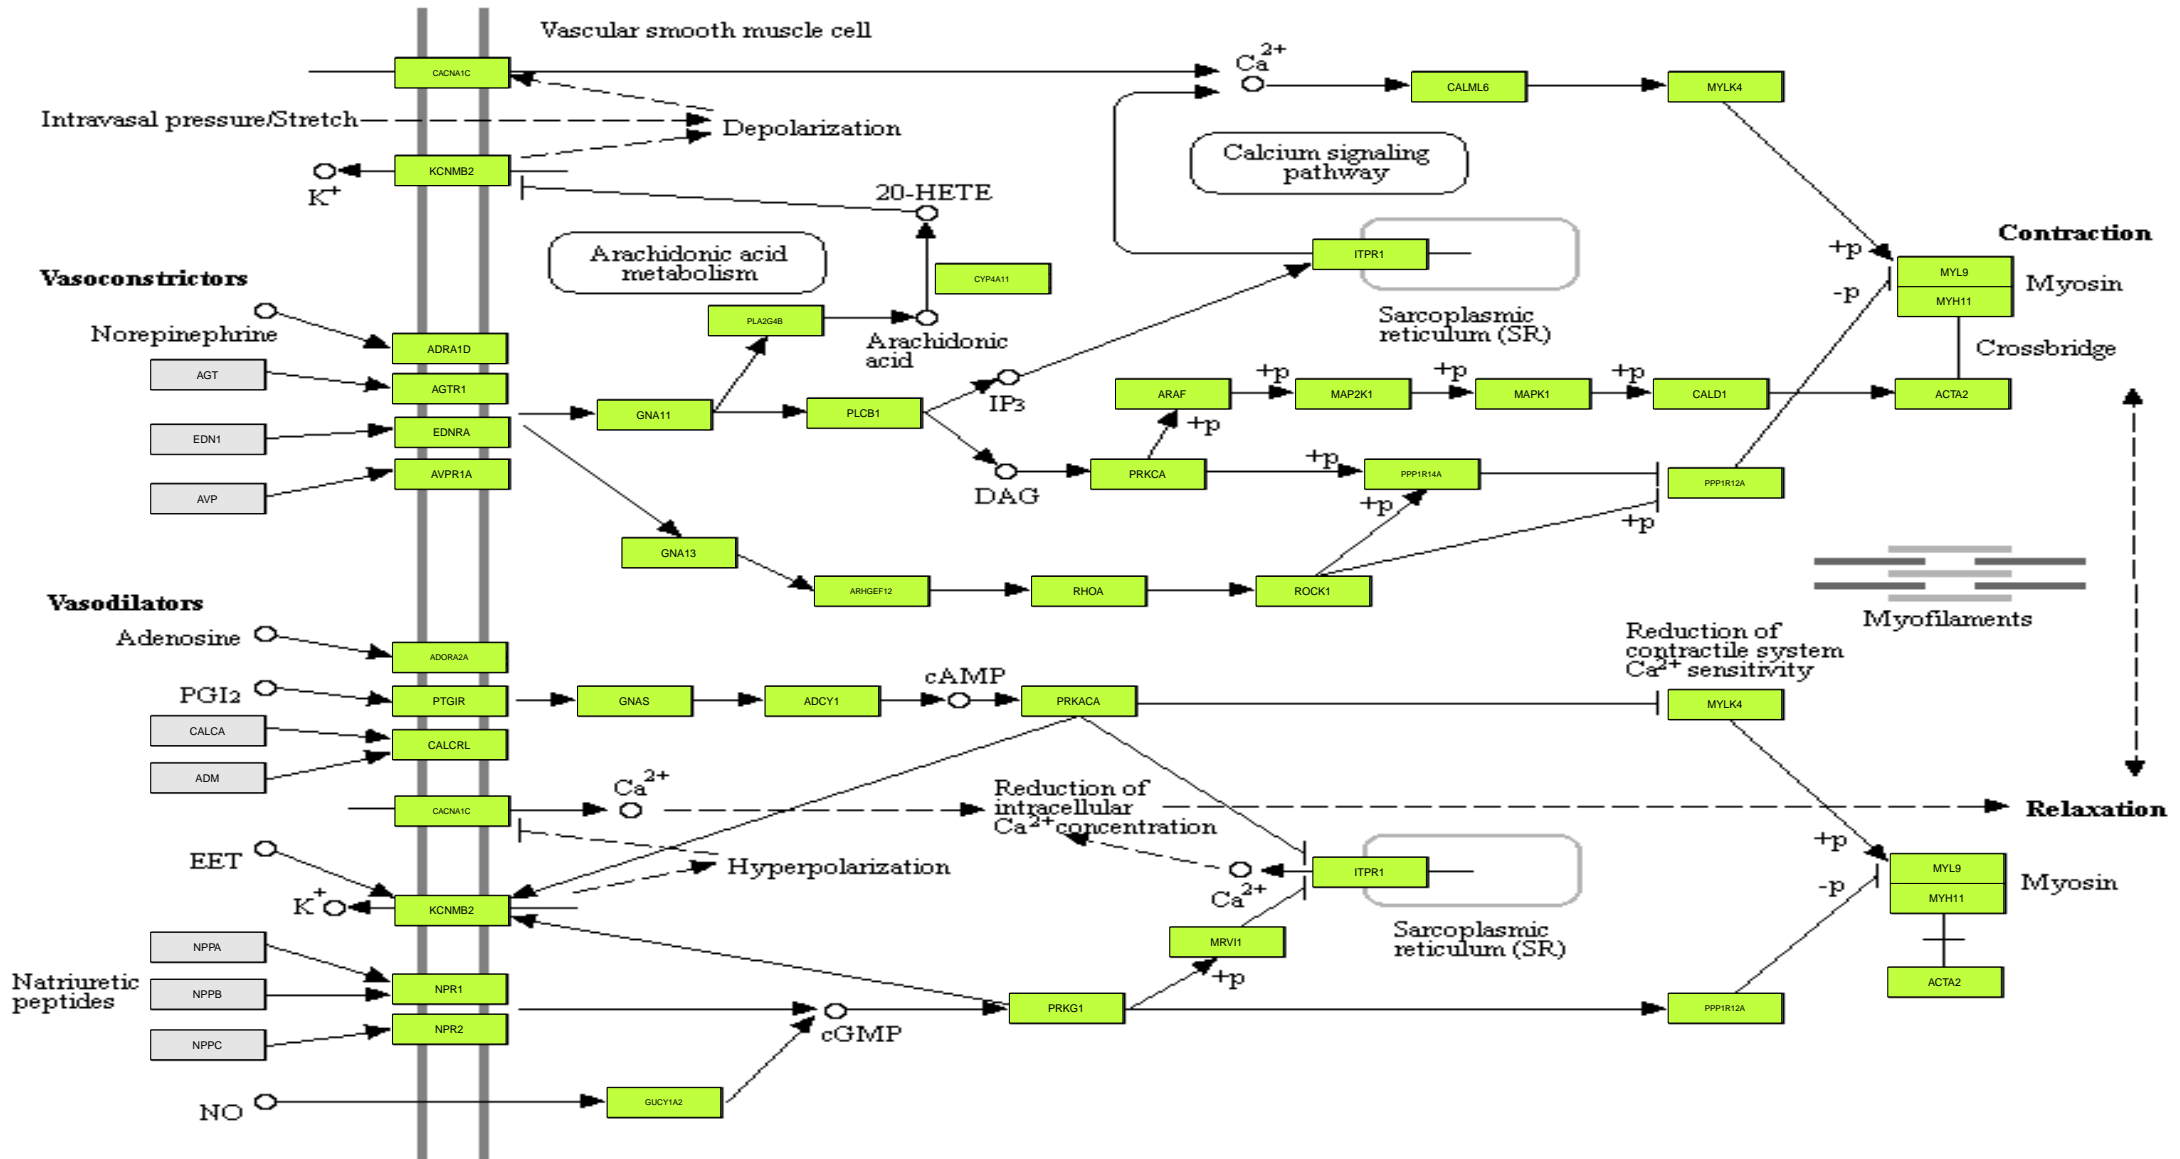 Vascular smooth muscle cell
CACNA1C
Ca2+
CALML6
MYLK4
Intravasal pressure/Stretch
Depolarization
KCNMB2
K+
Calcium signaling
pathway
20-HETE
Arachidonic acid
metabolism
CYP4A11
ITPR1
+p
Contraction
Vasoconstrictors
MYL9
MYH11
Myosin
-p
PLA2G4B
Sarcoplasmic
reticulum (SR)
Norepinephrine
ADRA1D
Arachidonic
acid
Crossbridge
AGT
AGTR1
IP3
ARAF
+p
MAP2K1
+p
MAPK1
+p
CALD1
ACTA2
GNA11
PLCB1
+p
EDN1
EDNRA
AVP
AVPR1A
DAG
PRKCA
+p
PPP1R14A
PPP1R12A
+p
+p
GNA13
ARHGEF12
RHOA
ROCK1
Vasodilators
Myofilaments
Adenosine
ADORA2A
Reduction of
contractile system
Ca2+ sensitivity
PGI2
PTGIR
GNAS
ADCY1
cAMP
PRKACA
MYLK4
CALCA
CALCRL
ADM
CACNA1C
Ca2+
Reduction of
intracellular
Ca2+ concentration
Relaxation
+p
EET
Hyperpolarization
Ca2+
ITPR1
MYL9
MYH11
Myosin
-p
K+
KCNMB2
Sarcoplasmic
reticulum (SR)
NPPA
MRVI1
+p
Natriuretic
peptides
NPPB
NPR1
ACTA2
NPPC
NPR2
cGMP
PRKG1
PPP1R12A
NO
GUCY1A2